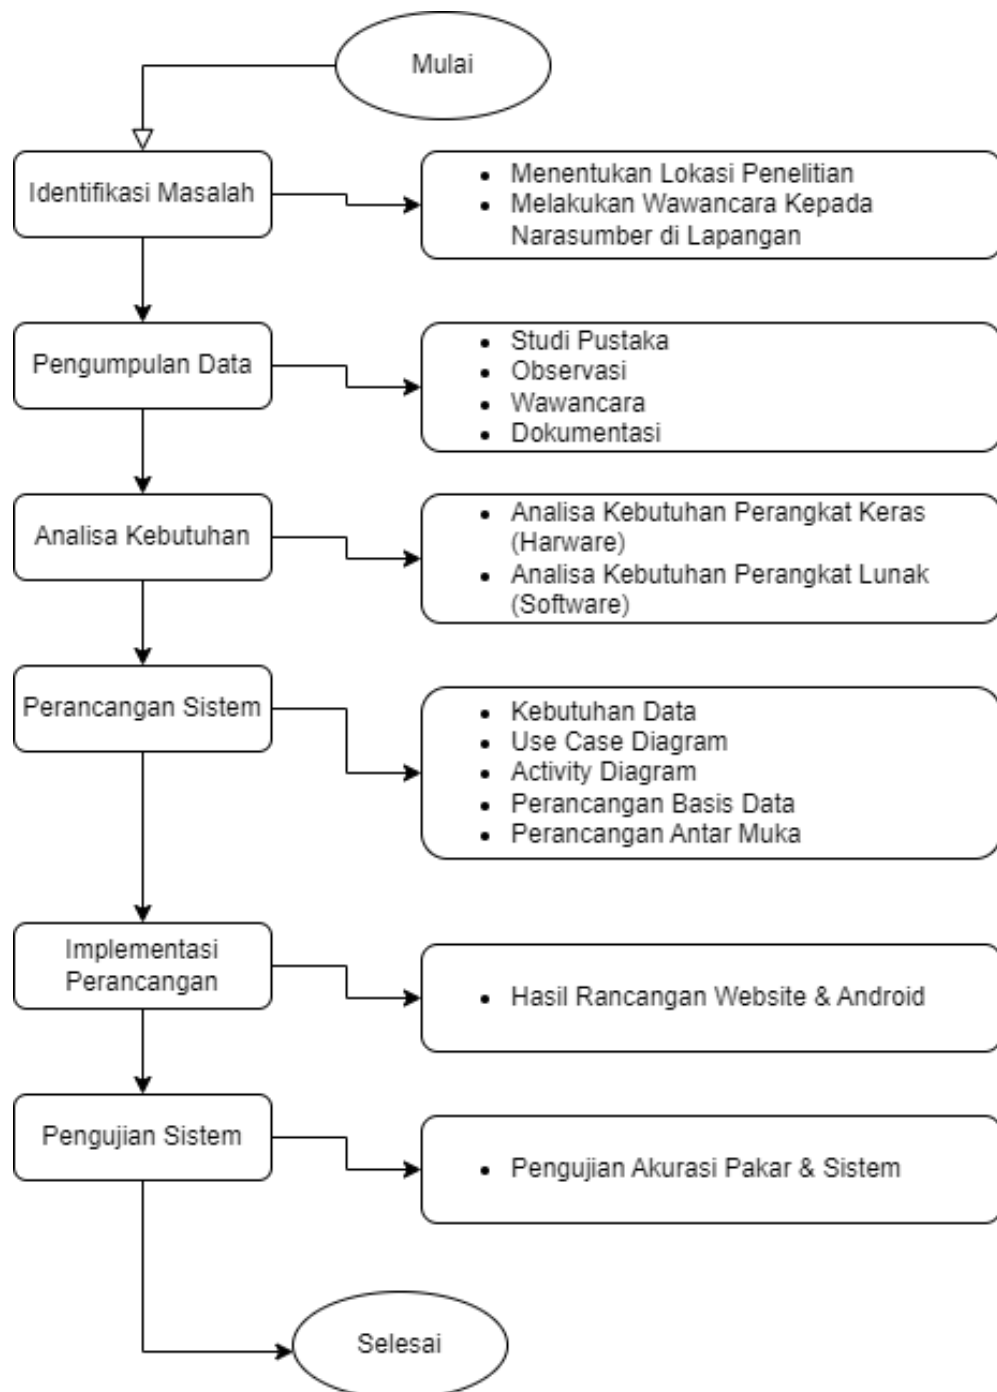 Mulai
Identifikasi Masalah
• Menentukan Lokasi Penelitian
• Melakukan Wawancara Kepada
Narasumber di Lapangan
Pengumpulan Data
• Studi Pustaka
• Observasi
• Wawancara
• Dokumentasi
Analisa Kebutuhan
• Analisa Kebutuhan Perangkat Keras
(Harware)
• Analisa Kebutuhan Perangkat Lunak
(Software)
Perancangan Sistem
• Kebutuhan Data
• Use Case Diagram
• Activity Diagram
• Perancangan Basis Data
• Perancangan Antar Muka
Implementasi
Perancangan
• Hasil Rancangan Website & Android
Pengujian Sistem
• Pengujian Akurasi Pakar & Sistem
Selesai